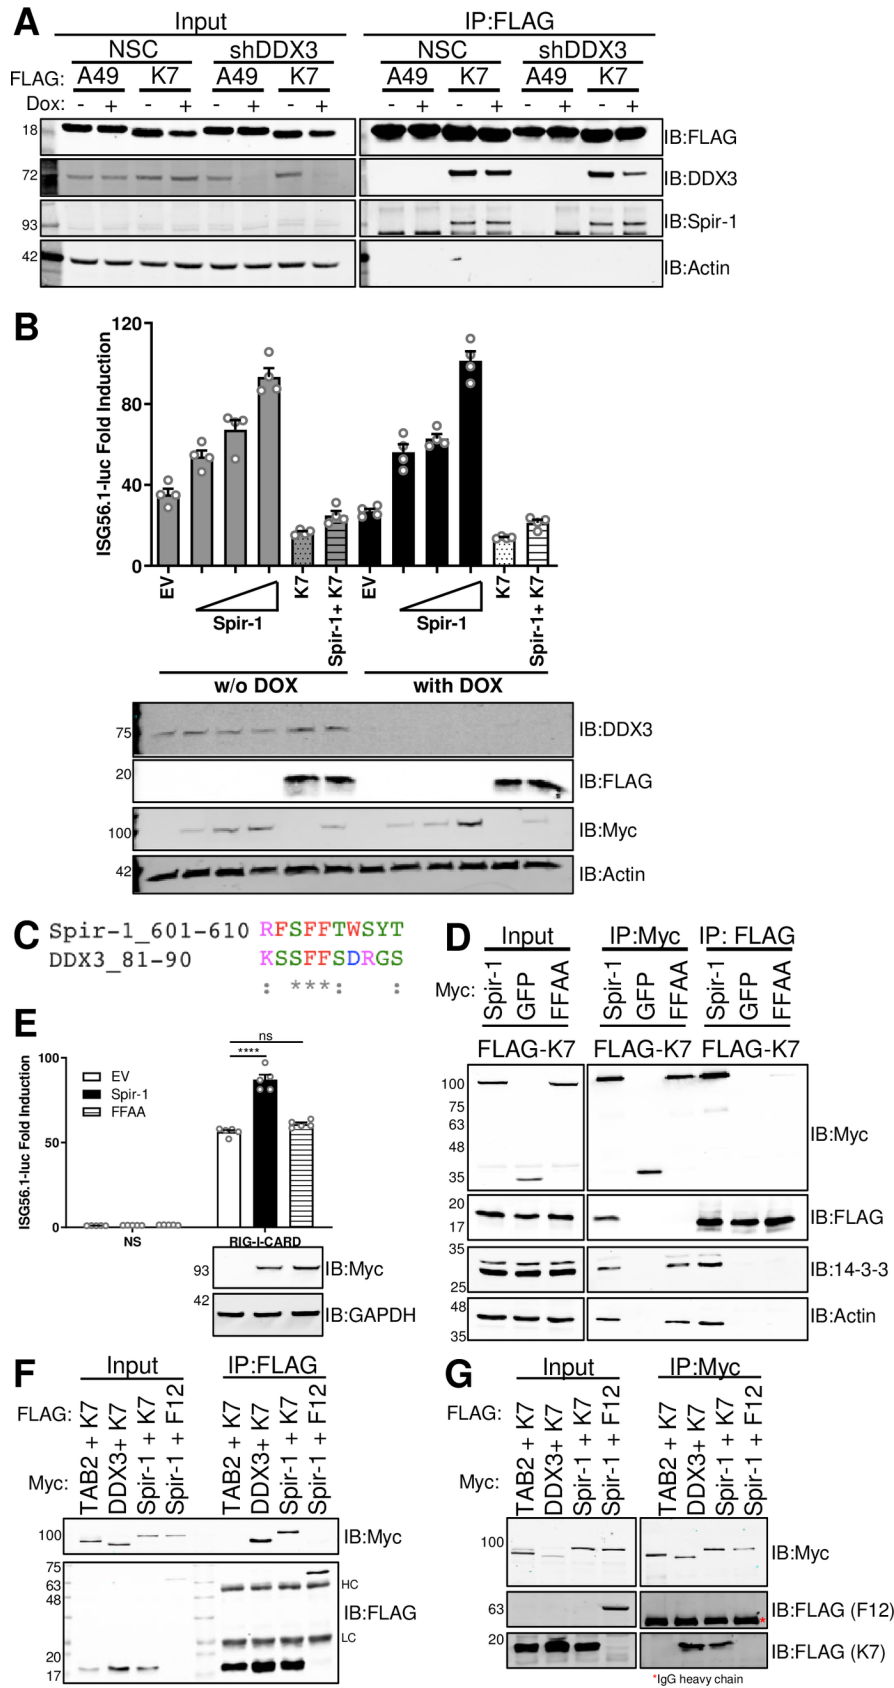 A
Input IP:FLAG
NSC shDDX3 NSC shDDX3
FLAG: A49 K7 A49 K7 A49 K7 A49 K7
Dox: - + - + - + - + - + - + - + - +
18 IB:FLAG
72 IB:DDX3
93 IB:Spir-1
42 IB:Actin
B
ISG56.1-luc Fold Induction
120
80
40
0
EV Spir-1 K7 Spir-1+ K7 EV Spir-1 K7 Spir-1+ K7
w/o DOX with DOX
75 IB:DDX3
20 IB:FLAG
100 IB:Myc
42 IB:Actin
C
Spir-1_601-610 RFSFFTWSYT
DDX3_81-90 KSSFFSDRGS
: ***: :
D
Input IP:Myc IP: FLAG
Myc: Spir-1 GFP FFAA Spir-1 GFP FFAA Spir-1 GFP FFAA
FLAG-K7 FLAG-K7 FLAG-K7
100
75
63
48
35
IB:Myc
20
17
IB:FLAG
35
25
IB:14-3-3
48
35
IB:Actin
E
ISG56.1-luc Fold Induction
100
50
0
EV
Spir-1
FFAA
ns
****
NS RIG-I-CARD
93 IB:Myc
42 IB:GAPDH
F
Input IP:FLAG
FLAG:
Myc:
TAB2 + K7 DDX3+ K7 Spir-1 + K7 Spir-1 + F12 TAB2 + K7 DDX3+ K7 Spir-1 + K7 Spir-1 + F12
100 IB:Myc
75
63
48
20
17
HC
IB:FLAG
LC
G
Input IP:Myc
FLAG:
Myc:
TAB2 + K7 DDX3+ K7 Spir-1 + K7 Spir-1 + F12 TAB2 + K7 DDX3+ K7 Spir-1 + K7 Spir-1 + F12
100 IB:Myc
63 * IB:FLAG (F12)
20 IB:FLAG (K7)
*IgG heavy chain